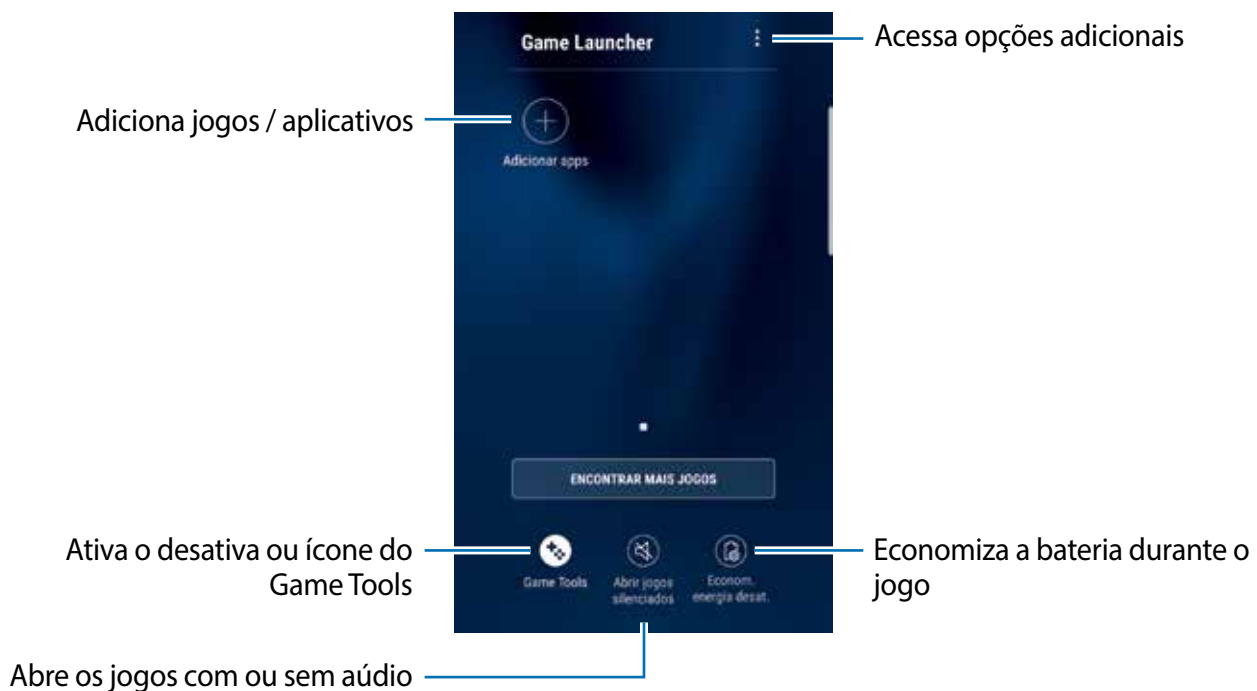 Game Launcher
Acessa opções adicionais
Adiciona jogos / aplicativos
Adicionar apps
ENCONTRAR MAIS JOGOS
Ativa o desativa ou ícone do
Game Tools
Game Tools
Abrir jogos
silenciados
Econom.
energia desat.
Economiza a bateria durante o
jogo
Abre os jogos com ou sem aúdio